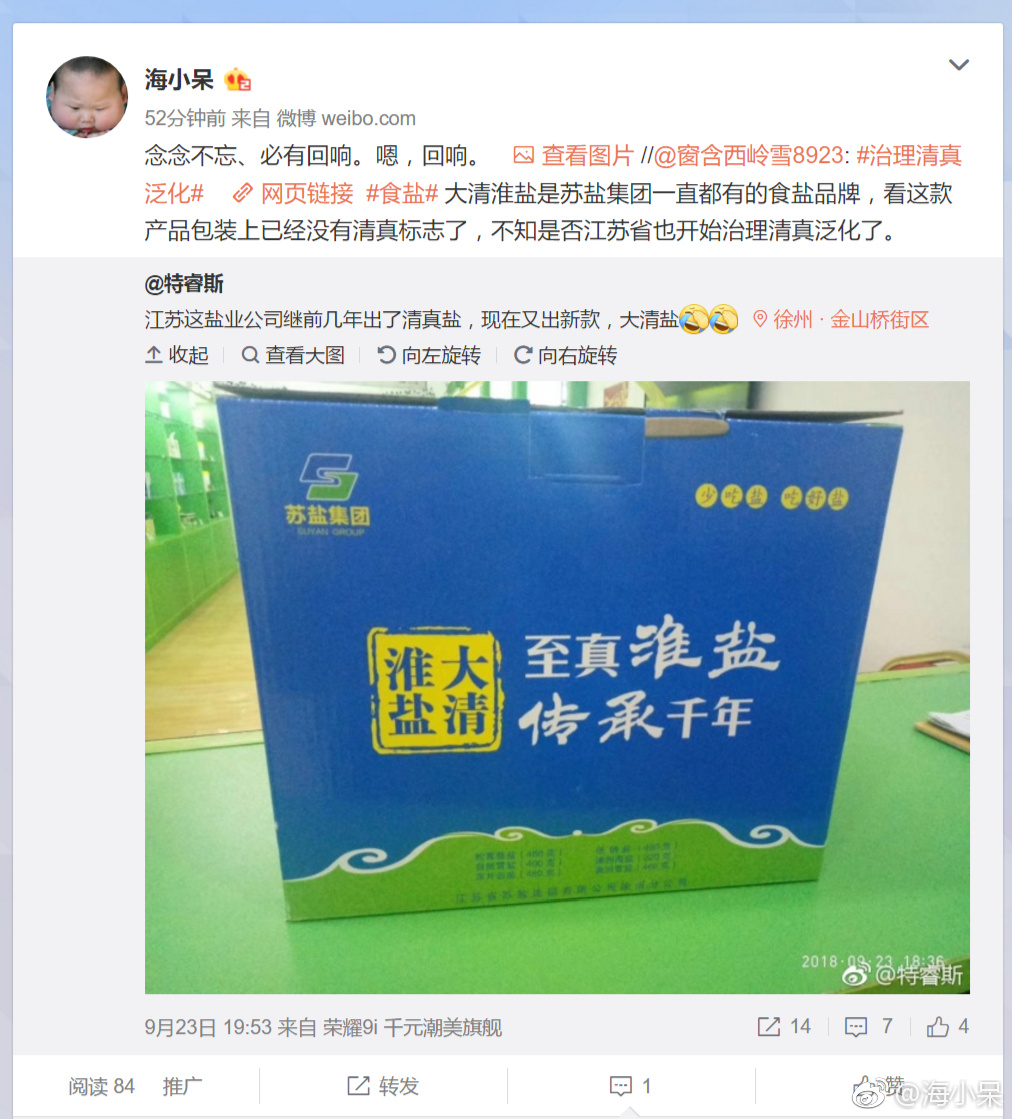 海小呆
52分钟前 来自 微博 weibo.com
念念不忘、必有回响。嗯，回响。 查看图片 //@窗含西岭雪8923: #治理清真
泛化# 网页链接 #食盐# 大清淮盐是苏盐集团一直都有的食盐品牌，看这款
产品包装上已经没有清真标志了，不知是否江苏省也开始治理清真泛化了。
@特睿斯
江苏这盐业公司继前几年出了清真盐，现在又出新款，大清盐 徐州·金山桥街区
收起 查看大图 向左旋转 向右旋转
苏盐集团
SUYAN GROUP
少吃盐 吃好盐
大清
淮盐
至真淮盐
传承千年
2018·09·23 18:36
@特睿斯
9月23日 19:53 来自 荣耀9i 千元潮美旗舰 14 7 4
阅读 84 推广 转发 1 赞
@海小呆